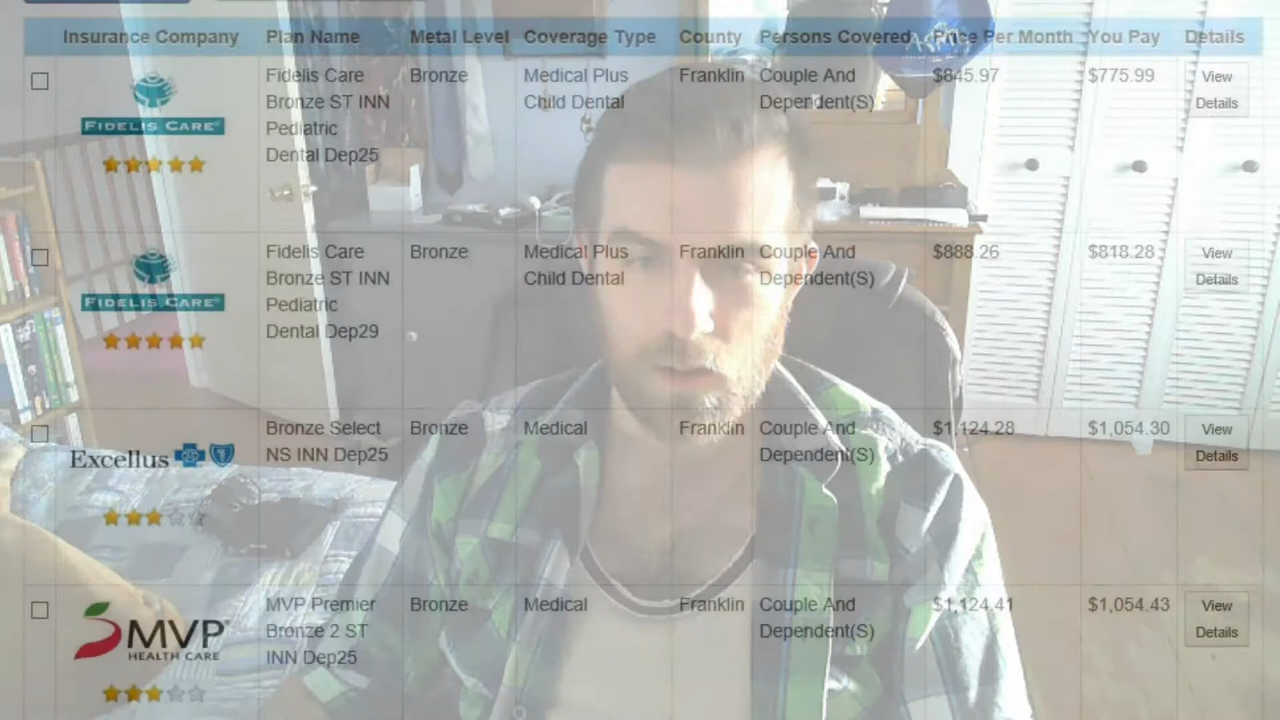 Insurance Company Plan Name Metal Level Coverage Type County Persons Covered Price Per Month You Pay Details
Fidelis Care Bronze Medical Plus Franklin Couple And $845.97 $775.99 View
Bronze ST INN Child Dental Dependent(S) Details
FIDELIS CARE® Pediatric
Dental Dep25
Fidelis Care Bronze Medical Plus Franklin Couple And $888.26 $818.28 View
Bronze ST INN Child Dental Dependent(S) Details
FIDELIS CARE® Pediatric
Dental Dep29
Bronze Select Bronze Medical Franklin Couple And $1,124.28 $1,054.30 View
Excellus NS INN Dep25 Dependent(S) Details
MVP Premier Bronze Medical Franklin Couple And $1,124.41 $1,054.43 View
MVP Bronze 2 ST Dependent(S) Details
HEALTH CARE INN Dep25